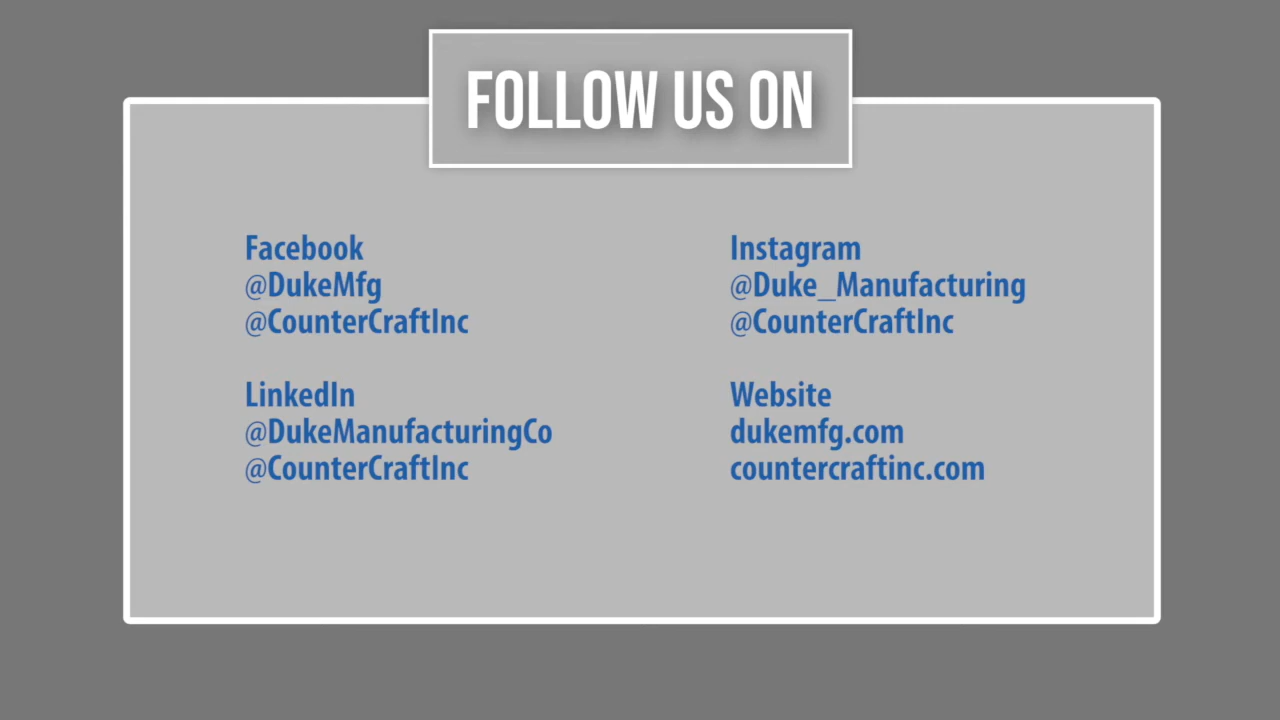 FOLLOW US ON
Facebook
@DukeMfg
@CounterCraftInc
LinkedIn
@DukeManufacturingCo
@CounterCraftInc
Instagram
@Duke_Manufacturing
@CounterCraftInc
Website
dukemfg.com
countercraftinc.com